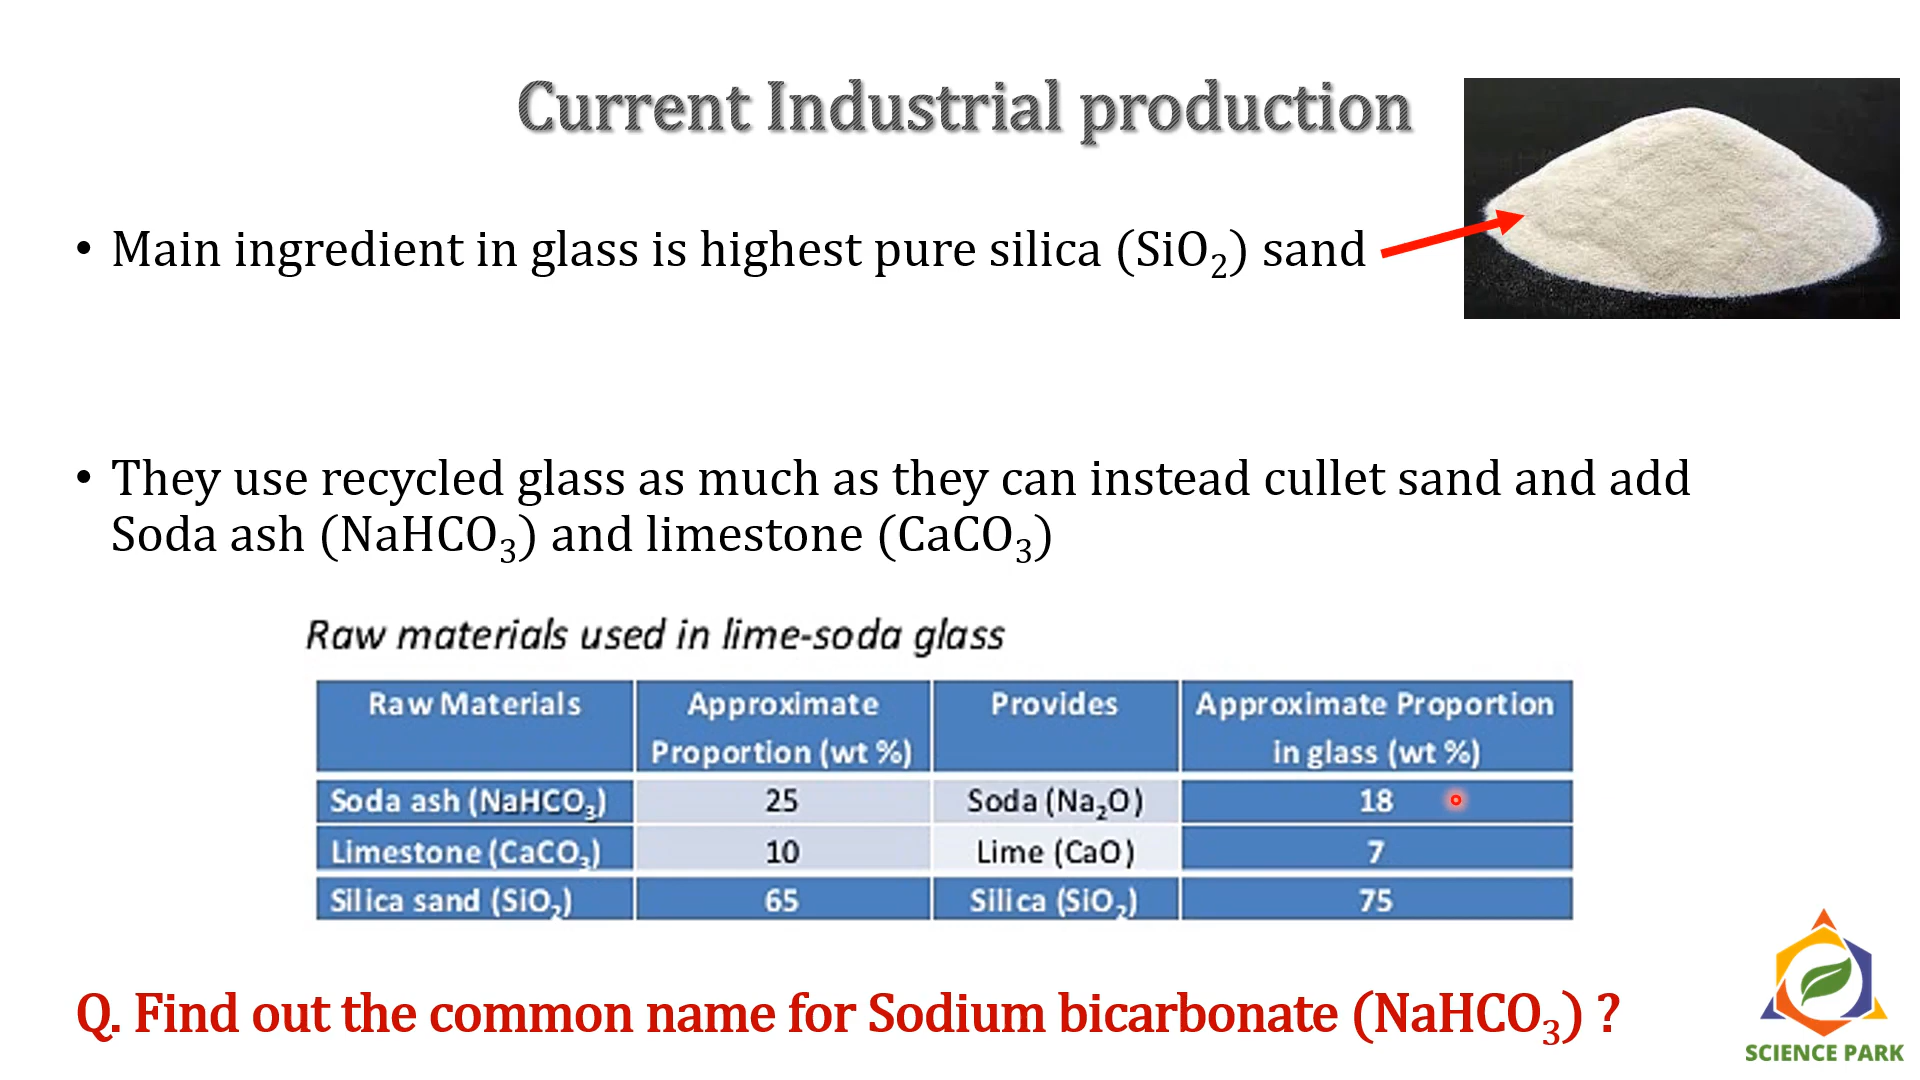 Current Industrial production
• Main ingredient in glass is highest pure silica (SiO₂) sand
• They use recycled glass as much as they can instead cullet sand and add
Soda ash (NaHCO₃) and limestone (CaCO₃)
Raw materials used in lime-soda glass
Raw Materials Approximate Proportion (wt %) Provides Approximate Proportion in glass (wt %)
Soda ash (NaHCO₃) 25 Soda (Na₂O) 18
Limestone (CaCO₃) 10 Lime (CaO) 7
Silica sand (SiO₂) 65 Silica (SiO₂) 75
Q. Find out the common name for Sodium bicarbonate (NaHCO₃) ?
SCIENCE PARK